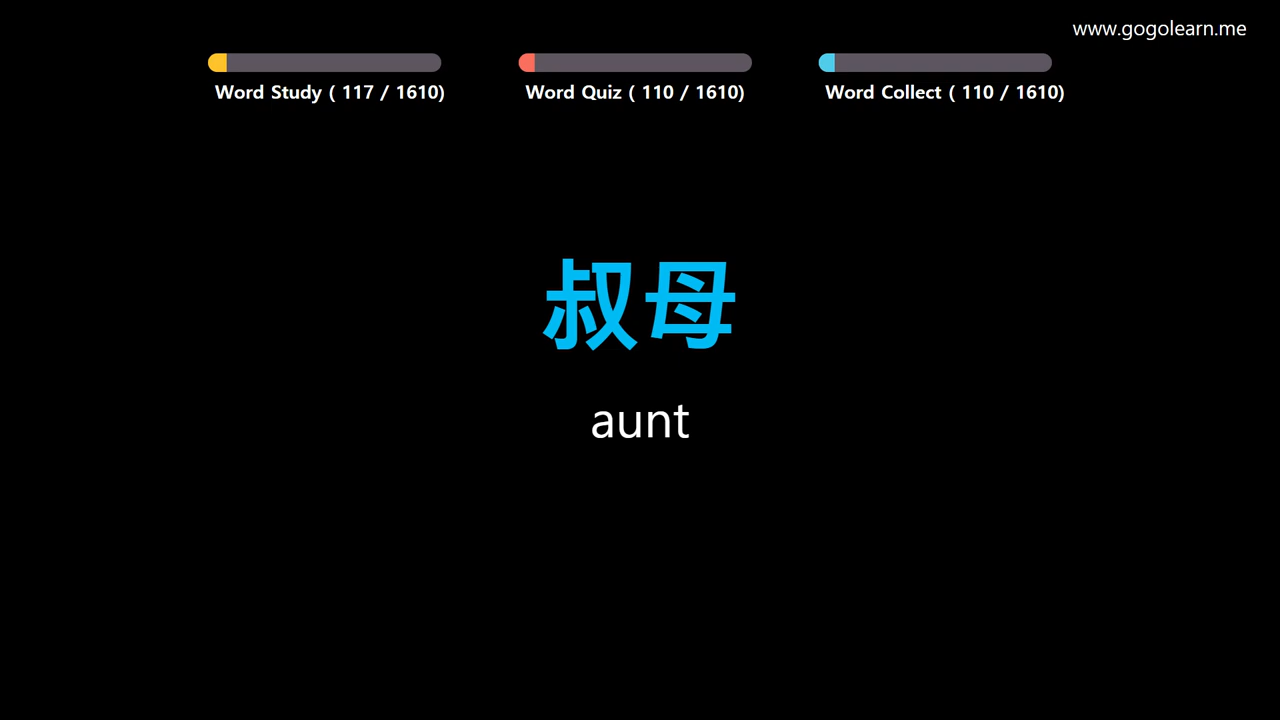 www.gogolearn.me
Word Study ( 117 / 1610)
Word Quiz ( 110 / 1610)
Word Collect ( 110 / 1610)
叔母
aunt